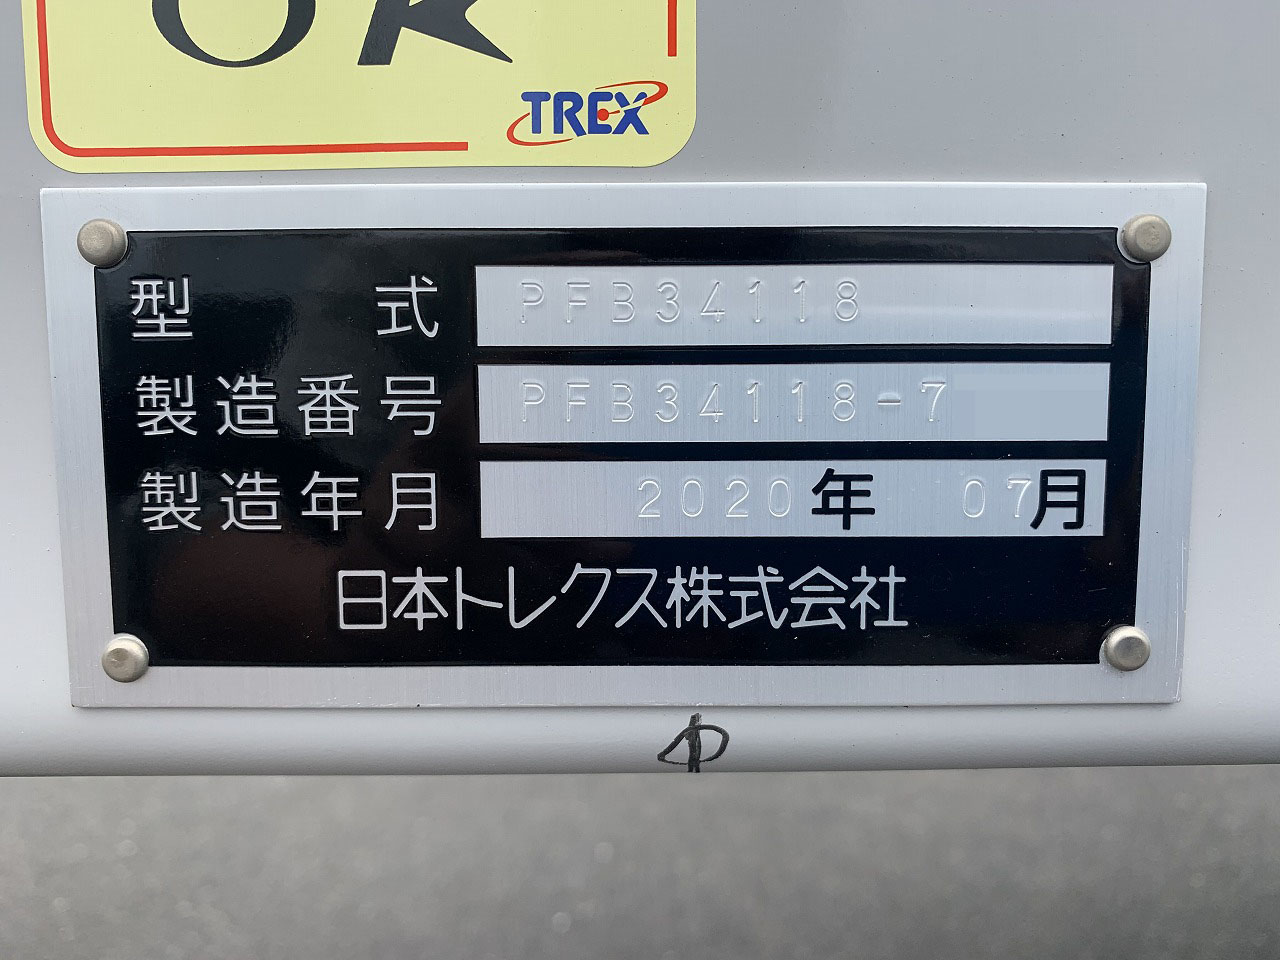 OK
TREX
型式 PFB34118
製造番号 PFB34118-7
製造年月 2020年 07月
日本トレクス株式会社